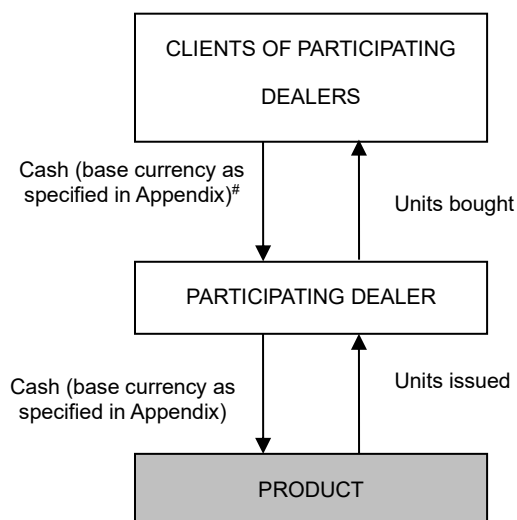 CLIENTS OF PARTICIPATING
DEALERS
Cash (base currency as
specified in Appendix)#
Units bought
PARTICIPATING DEALER
Cash (base currency as
specified in Appendix)
Units issued
PRODUCT